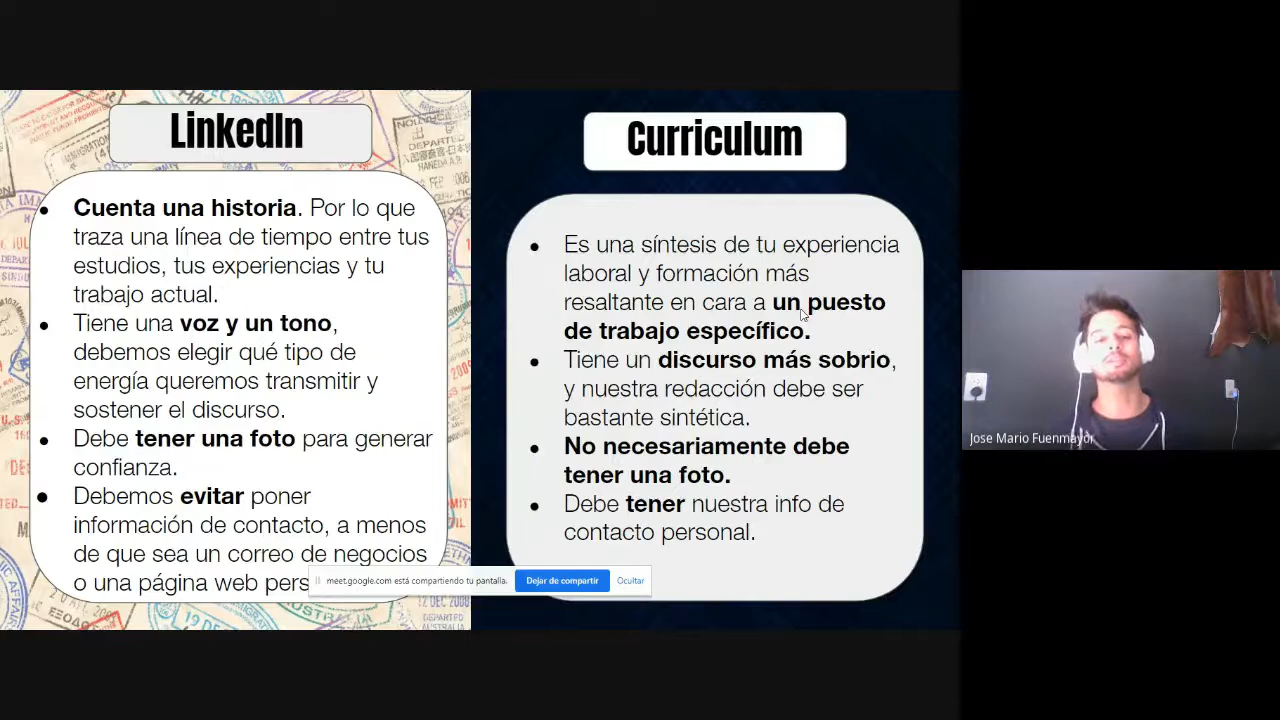 LinkedIn
Cuenta una historia. Por lo que
traza una línea de tiempo entre tus
estudios, tus experiencias y tu
trabajo actual.
Tiene una voz y un tono,
debemos elegir qué tipo de
energía queremos transmitir y
sostener el discurso.
Debe tener una foto para generar
confianza.
Debemos evitar poner
información de contacto, a menos
de que sea un correo de negocios
o una página web pers
Curriculum
Es una síntesis de tu experiencia
laboral y formación más
resaltante en cara a un puesto
de trabajo específico.
Tiene un discurso más sobrio,
y nuestra redacción debe ser
bastante sintética.
No necesariamente debe
tener una foto.
Debe tener nuestra info de
contacto personal.
meet.google.com está compartiendo tu pantalla.
Dejar de compartir
Ocultar
Jose Mario Fuenmayor